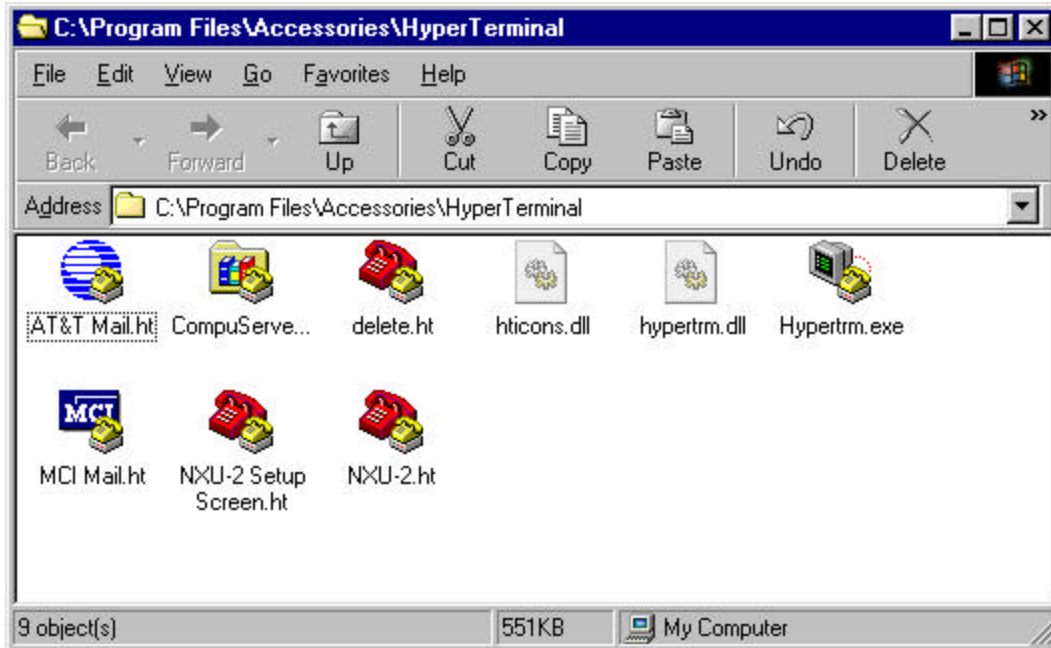 C:\Program Files\Accessories\HyperTerminal
File Edit View Go Favorites Help
Back Forward Up Cut Copy Paste Undo Delete »
Address C:\Program Files\Accessories\HyperTerminal
AT&T Mail.ht CompuServe... delete.ht hticons.dll hypertrm.dll Hypertrm.exe
MCI
MCI Mail.ht NXU-2 Setup NXU-2.ht
Screen.ht
9 object(s) 551KB My Computer